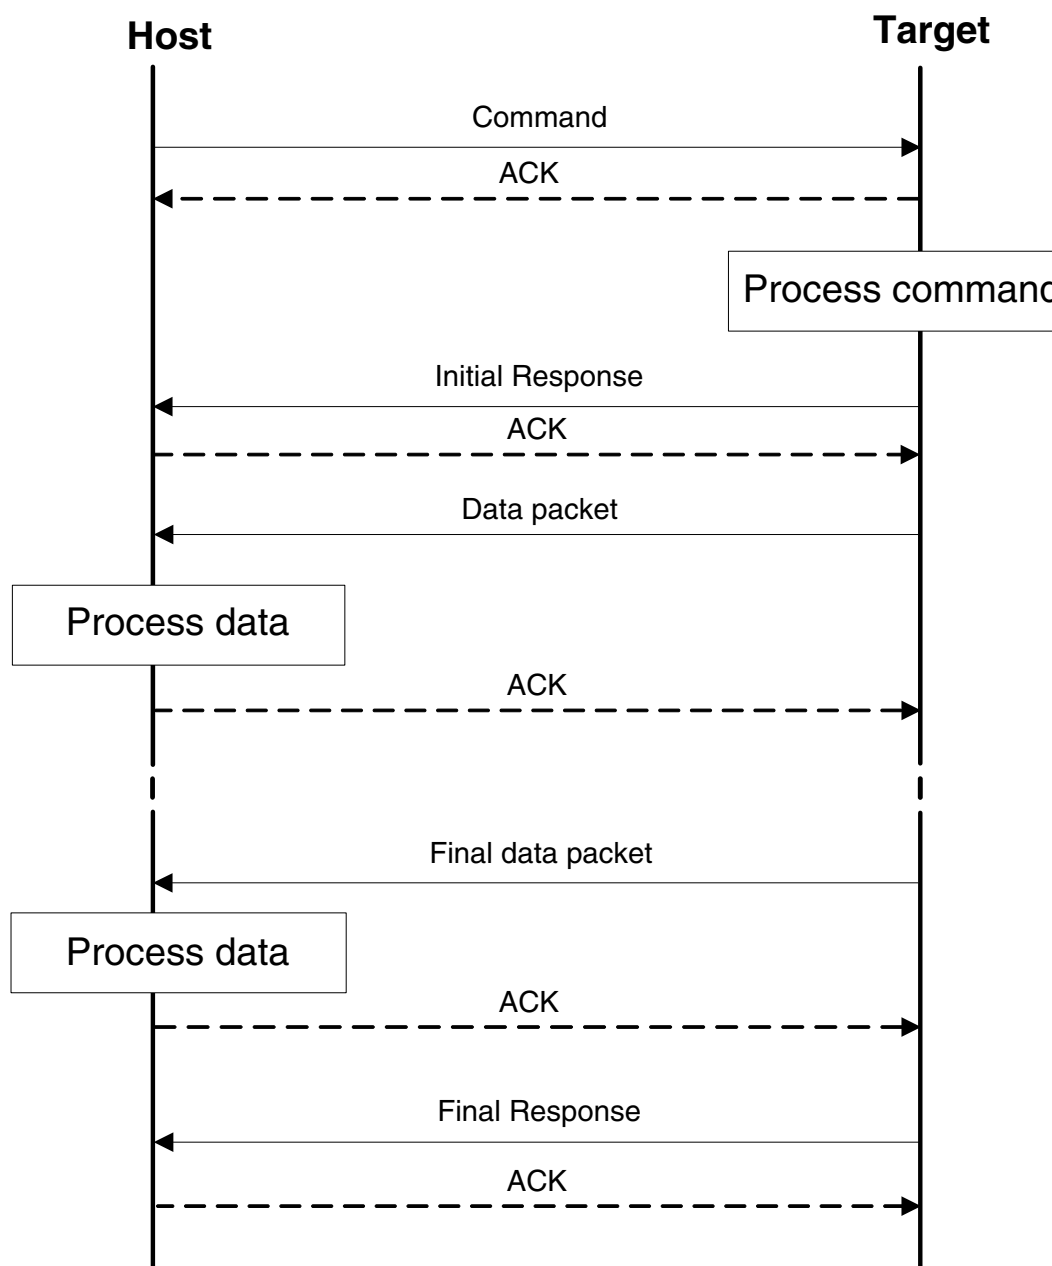 Host
Target
Command
ACK
Process command
Initial Response
ACK
Data packet
Process data
ACK
Final data packet
Process data
ACK
Final Response
ACK